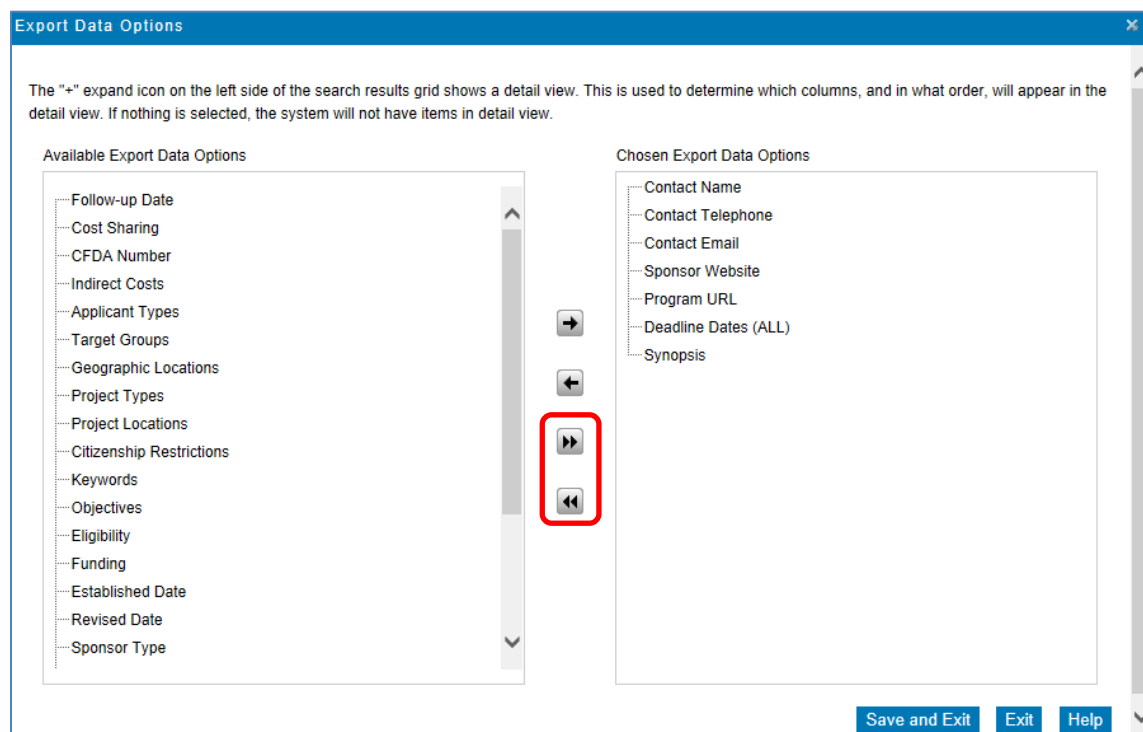 Export Data Options
The "+" expand icon on the left side of the search results grid shows a detail view. This is used to determine which columns, and in what order, will appear in the
detail view. If nothing is selected, the system will not have items in detail view.
Available Export Data Options
Follow-up Date
Cost Sharing
CFDA Number
Indirect Costs
Applicant Types
Target Groups
Geographic Locations
Project Types
Project Locations
Citizenship Restrictions
Keywords
Objectives
Eligibility
Funding
Established Date
Revised Date
Sponsor Type
Chosen Export Data Options
Contact Name
Contact Telephone
Contact Email
Sponsor Website
Program URL
Deadline Dates (ALL)
Synopsis
Save and Exit
Exit
Help